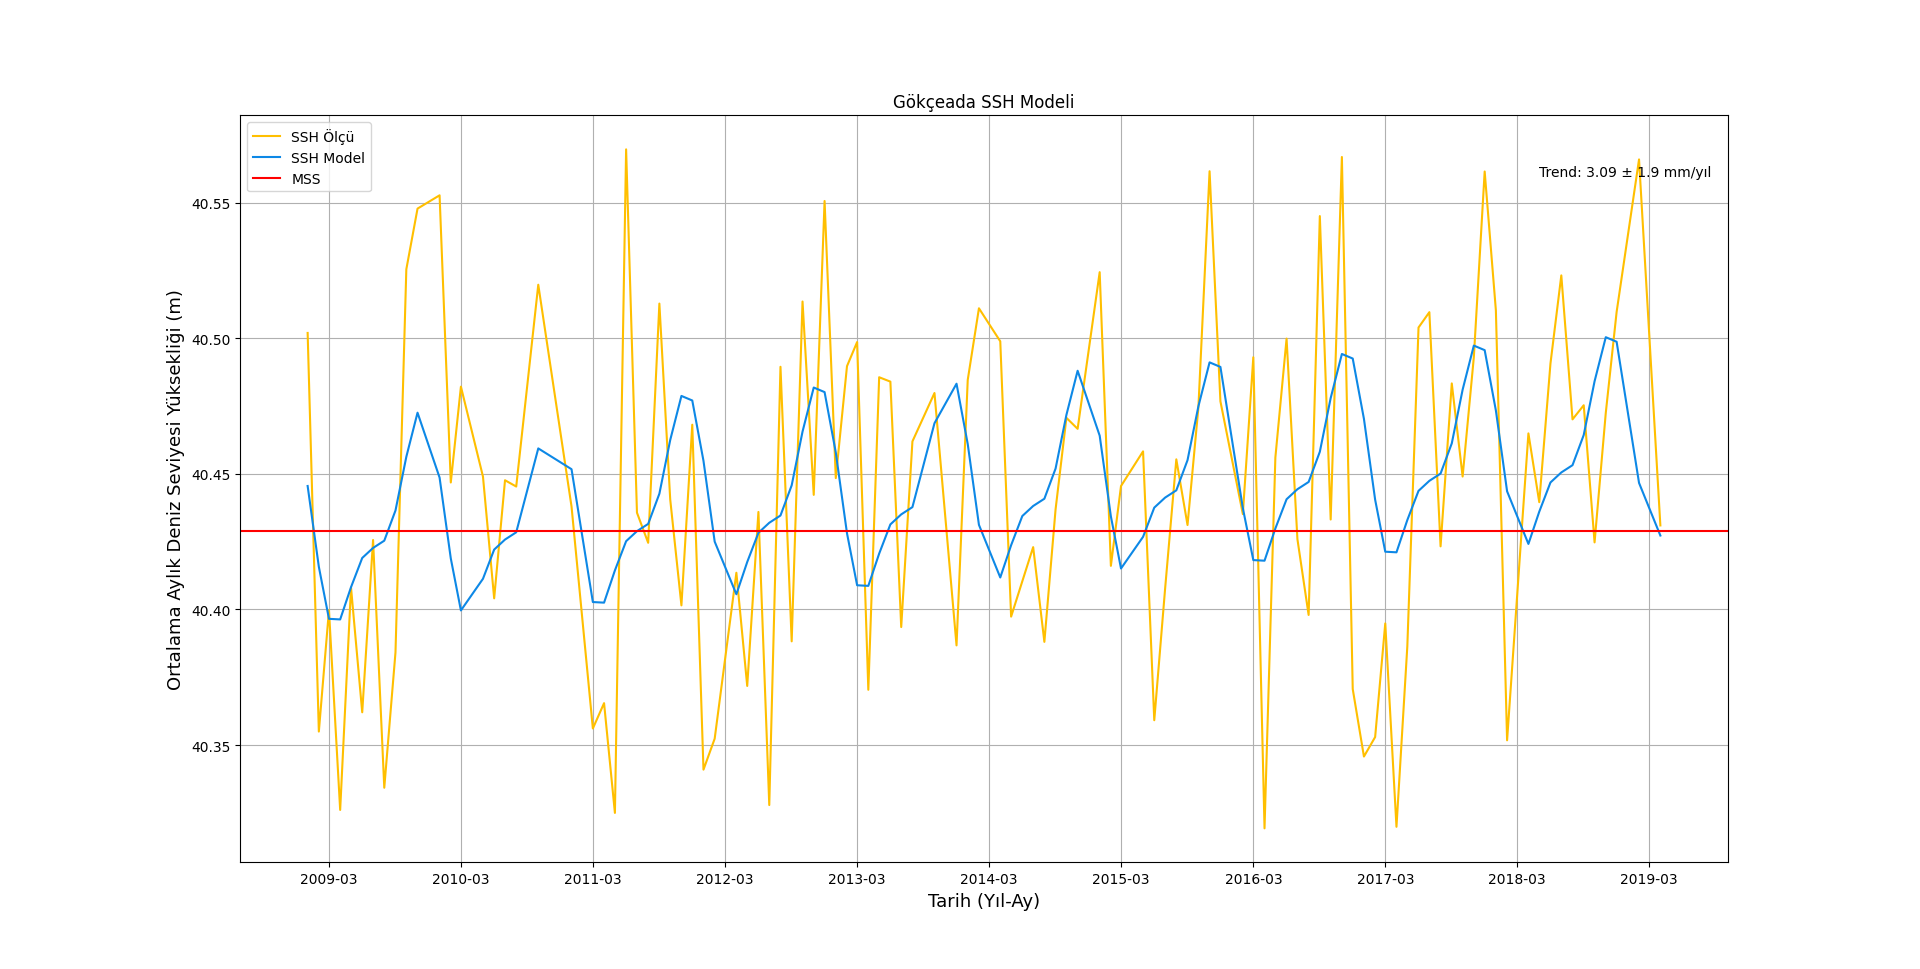 Gökçeada SSH Modeli
SSH Ölçü
SSH Model
MSS
Trend: 3.09 ± 1.9 mm/yıl
Ortalama Aylık Deniz Seviyesi Yüksekliği (m)
40.55
40.50
40.45
40.40
40.35
2009-03 2010-03 2011-03 2012-03 2013-03 2014-03 2015-03 2016-03 2017-03 2018-03 2019-03
Tarih (Yıl-Ay)